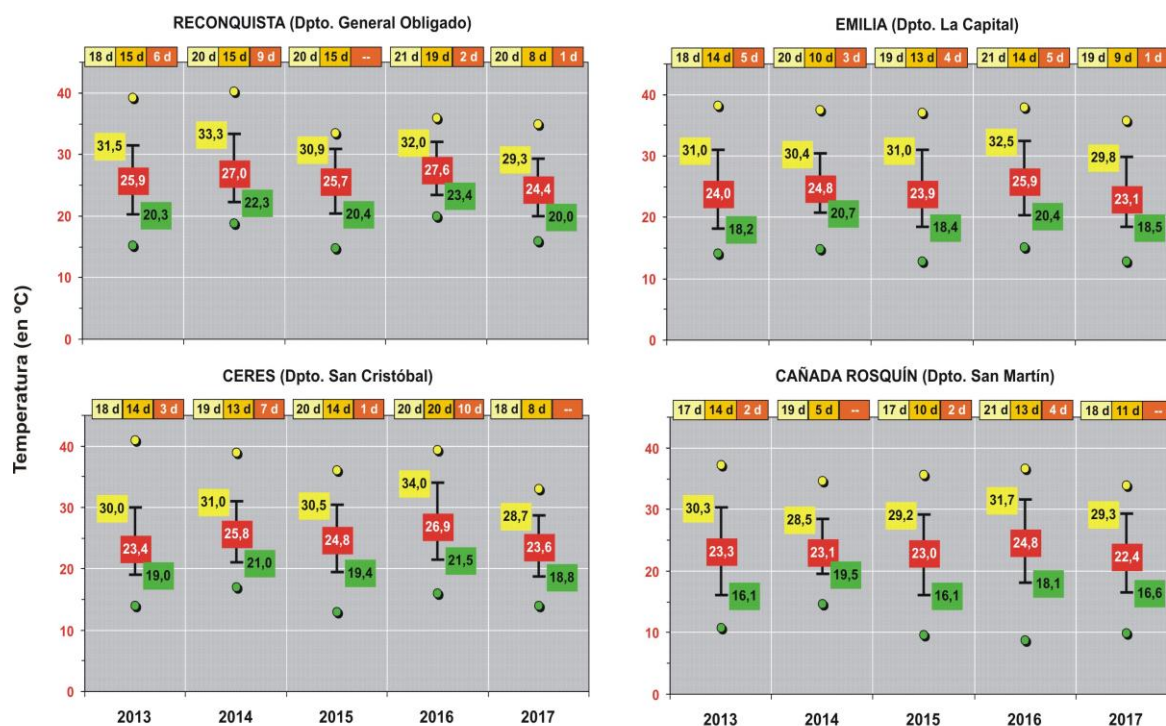 RECONQUISTA (Dpto. General Obligado)
18 d 15 d 6 d 20 d 15 d 9 d 20 d 15 d -- 21 d 19 d 2 d 20 d 8 d 1 d
40
30
20
10
0
31,5 33,3 30,9 32,0 29,3
25,9 27,0 25,7 27,6 24,4
20,3 22,3 20,4 23,4 20,0
EMILIA (Dpto. La Capital)
18 d 14 d 5 d 20 d 10 d 3 d 19 d 13 d 4 d 21 d 14 d 5 d 19 d 9 d 1 d
40
30
20
10
0
31,0 30,4 31,0 32,5 29,8
24,0 24,8 23,9 25,9 23,1
18,2 20,7 18,4 20,4 18,5
Temperatura (en ºC)
CERES (Dpto. San Cristóbal)
18 d 14 d 3 d 19 d 13 d 7 d 20 d 14 d 1 d 20 d 20 d 10 d 18 d 8 d --
40
30
20
10
0
30,0 31,0 30,5 34,0 28,7
23,4 25,8 24,8 26,9 23,6
19,0 21,0 19,4 21,5 18,8
2013 2014 2015 2016 2017
CAÑADA ROSQUÍN (Dpto. San Martín)
17 d 14 d 2 d 19 d 5 d -- 17 d 10 d 2 d 21 d 13 d 4 d 18 d 11 d --
40
30
20
10
0
30,3 28,5 29,2 31,7 29,3
23,3 23,1 23,0 24,8 22,4
16,1 19,5 16,1 18,1 16,6
2013 2014 2015 2016 2017